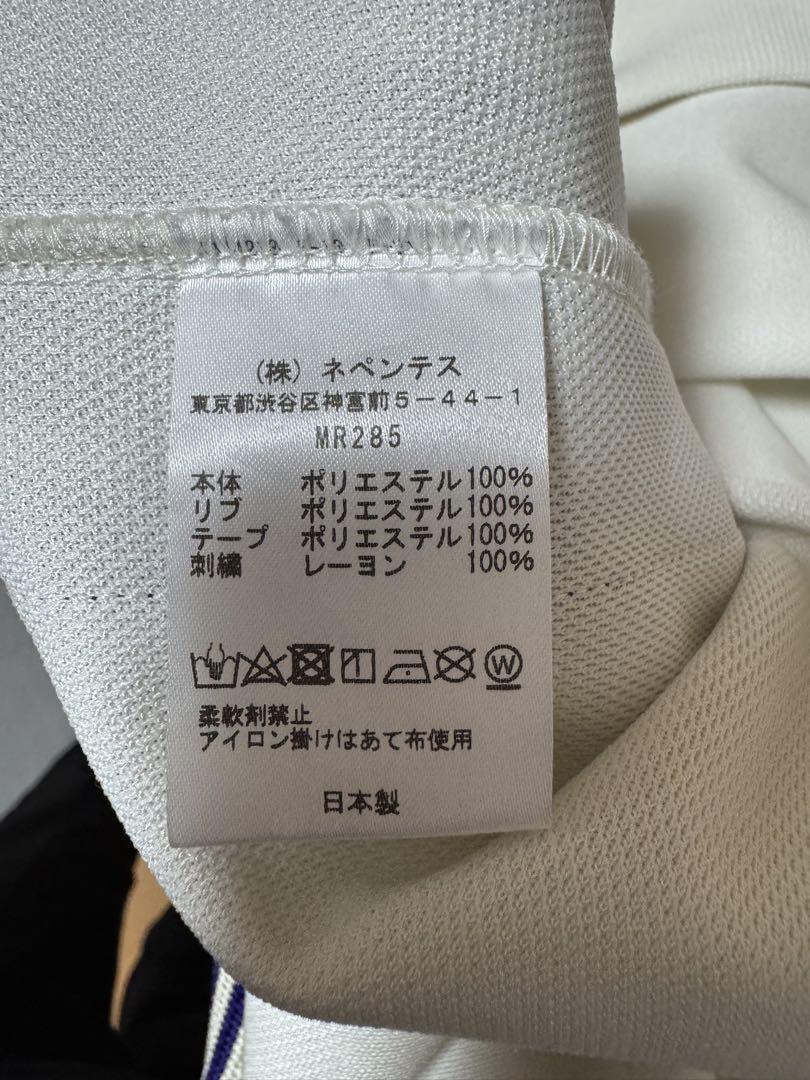 (株) ネペンテス
東京都渋谷区神宮前5-44-1
MR285
本体 ポリエステル100%
リブ ポリエステル100%
テープ ポリエステル100%
刺繍 レーヨン 100%
W
柔軟剤禁止
アイロン掛けはあて布使用
日本製